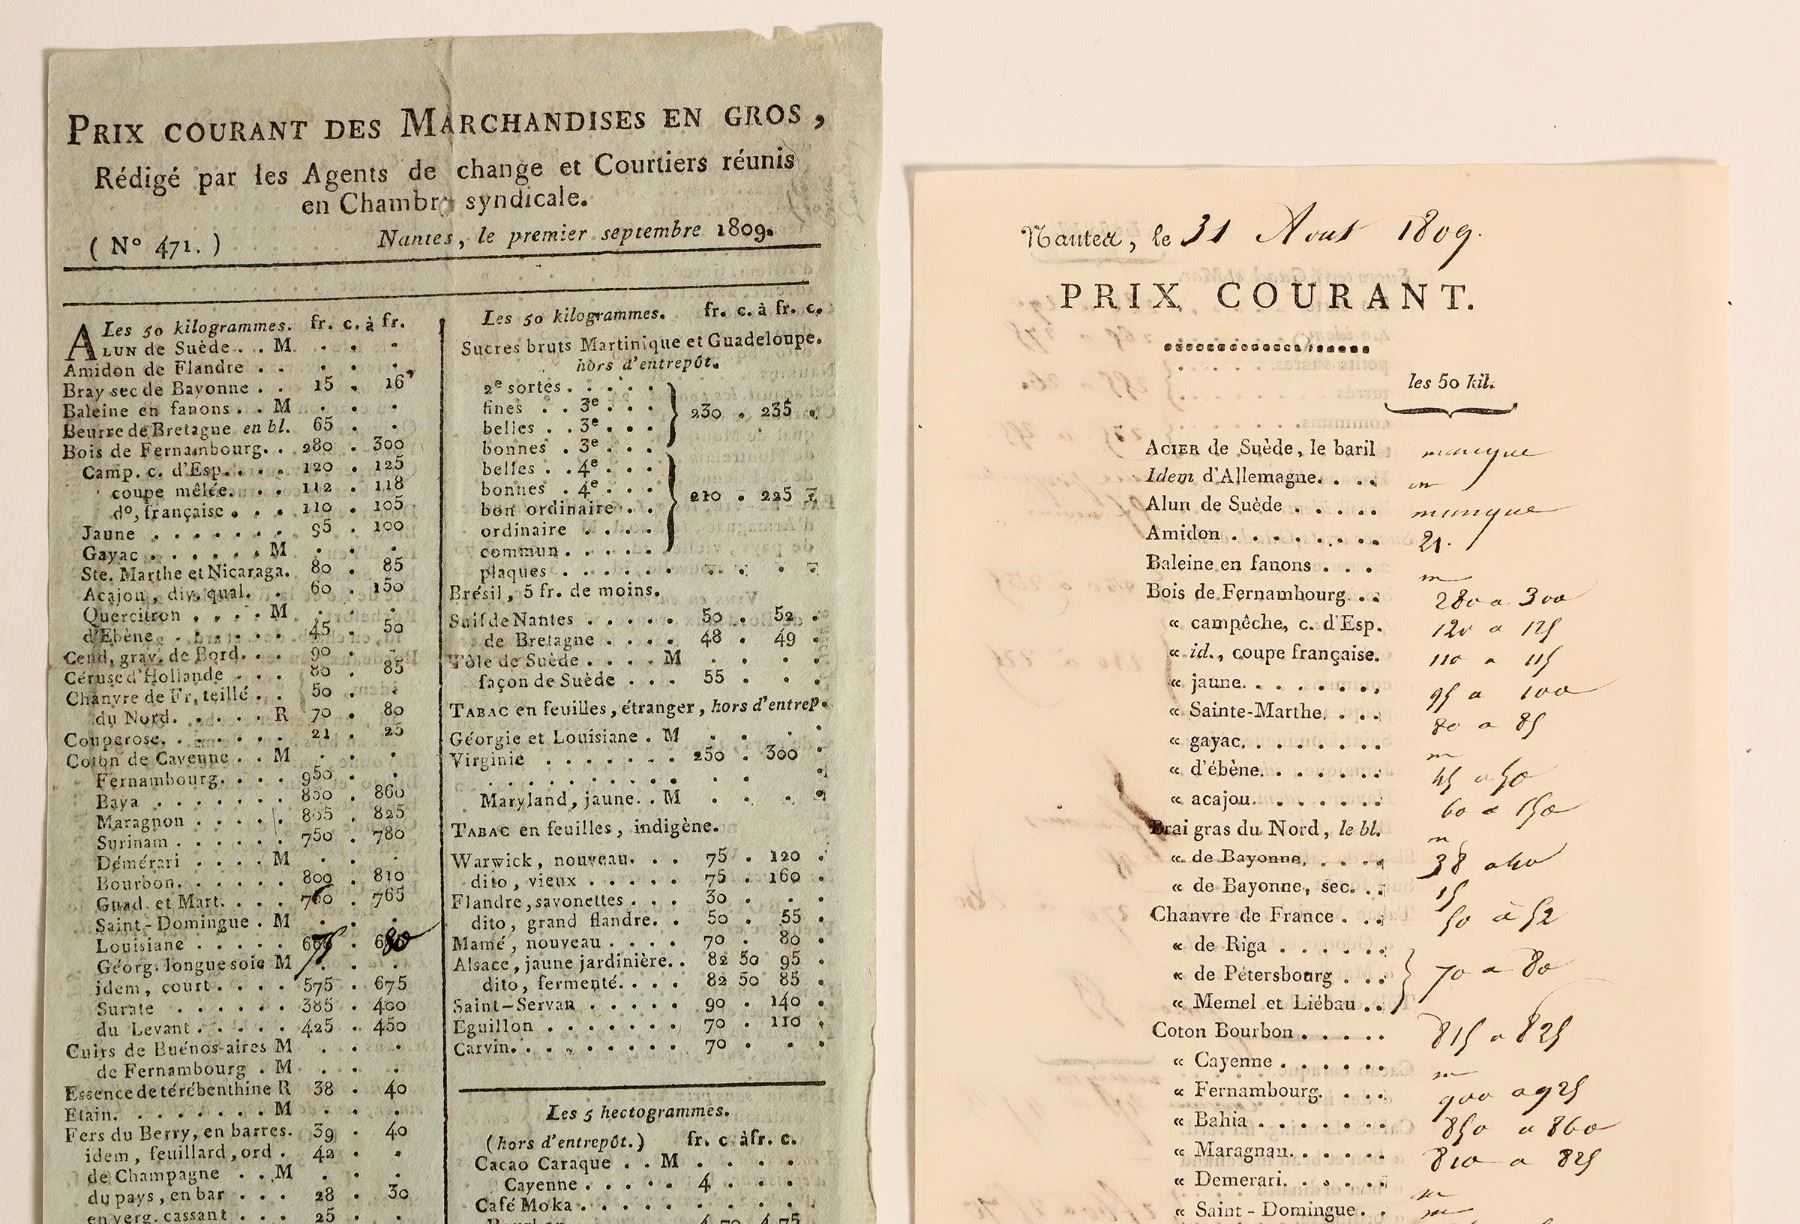 PRIX COURANT DES MARCHANDISES EN GROS,
Rédigé par les Agents de change et Courtiers réunis
en Chambre syndicale.
( N° 471. ) Nantes, le premier septembre 1809.
Les 50 kilogrammes. fr. c. à fr.
ALUN de Suède. . . M . . .
Amidon de Flandre . . . . .
Bray sec de Bayonne . . 15 . 16
Baleine en fanons . . M . . .
Beurre de Bretagne en bl. 65 . .
Bois de Fernambourg. . 280 . 300
Camp. c. d'Esp. . . . 120 . 125
coupe mêlée. . . 112 . 118
d°, française . . . 110 . 105
Jaune . . . . . . . 95 . 100
Gayac . . . . . . M . . .
Ste. Marthe et Nicaraga. 80 . 85
Acajou, div. qual. . . 60 . 150
Quercitron . . . . M . . .
d'Ebène . . . . . . 45 . 50
Cend. grav. de Bord. . . 90 . -
Céruse d'Hollande . . 80 . 85
Chanvre de Fr. teillé . . 50 . .
du Nord. . . . . R 70 . 80
Couperose. . . . . . . 21 . 25
Coton de Cayenne . . M . . .
Fernambourg. . . . 950 . .
Baya . . . . . . . 850 . 860
Maragnon . . . . 805 . 825
Surinam . . . . . 750 . 780
Démérari . . . . M . . .
Bourbon. . . . . . 800 . 810
Guad. et Mart. . . . 760 . 765
Saint-Domingue . M . . .
Louisiane . . . . . 75 . 680
Géorg. longue soie M . . .
idem, court . . . . 575 . 675
Surate . . . . . . 385 . 400
du Levant . . . . . 425 . 450
Cuirs de Buénos-aires M . . .
de Fernambourg . M . . .
Essence de térébenthine R 38 . 40
Etain. . . . . . . . M . . .
Fers du Berry, en barres. 39 . 40
idem, feuillard, ord . 42 . .
de Champagne . . M . . .
du pays, en bar . . . 28 . 30
en verg. cassant . . . 25 . .
Les 50 kilogrammes. fr. c. à fr. c.
Sucres bruts Martinique et Guadeloupe.
hors d'entrepôt.
2e sortes . . . . .
fines . . 3e . . . 230 . 235 .
belles . . 3e . . .
bonnes . 3e . . .
belles . . 4e . . .
bonnes . 4e . . . 210 . 225
bon ordinaire . . .
ordinaire . . . .
commun . . . . .
plaques . . . . . .
Brésil, 5 fr. de moins.
Suif de Nantes . . . . 50 . 52 .
de Bretagne . . . . 48 . 49 .
Tôle de Suède . . . . M . . . .
façon de Suède . . . 55 . . .
TABAC en feuilles, étranger, hors d'entrep.
Géorgie et Louisiane . M . . . .
Virginie . . . . . . . 250 . 300 .
Maryland, jaune. . M . . . .
TABAC en feuilles, indigène.
Warwick, nouveau. . . 75 . 120 .
dito, vieux . . . . . 75 . 160 .
Flandre, savonettes . . . 30 . . .
dito, grand flandre. . 50 . 55 .
Mamé, nouveau . . . . 70 . 80 .
Alsace, jaune jardinière. . 82 50 95 .
dito, fermenté. . . . 82 50 85 .
Saint-Servan . . . . . 90 . 140 .
Eguillon . . . . . . . 70 . 110 .
Carvin. . . . . . . . . 70 . . .
Les 5 hectogrammes.
(hors d'entrepôt.) fr. c à fr. c.
Cacao Caraque . . M . . . .
Cayenne . . . . . 4 . . .
Café Moka . . . . . . . . .
4 70 4 75
Nantes, le 31 Aout 1809.
PRIX COURANT.
les 50 kil.
ACIER de Suède, le baril manque
Idem d'Allemagne. . . . m
Alun de Suède . . . . . manque
Amidon . . . . . . . . 21.
Baleine en fanons . . . m
Bois de Fernambourg . . 280 a 300
« campêche, c. d'Esp. 120 a 125
« id., coupe française. 110 a 115
« jaune. . . . . . . , 95 a 100
« Sainte-Marthe. . . . 80 a 85
« gayac. . . . . . . . m
« d'ébène. . . . . . . 45 a 50
« acajou. . . . . . . 60 a 150
Brai gras du Nord, le bl. m
« de Bayonne. . . . . 38 a 40
« de Bayonne, sec. . . 15
Chanvre de France . . . 50 à 52
« de Riga . . . . . .
« de Pétersbourg . . . 70 a 80
« Memel et Liébau . .
Coton Bourbon . . . . . 815 a 825
« Cayenne . . . . . . m
« Fernambourg. . . . 900 a 925
« Bahia . . . . . . . 850 a 860
« Maragnan. . . . . . 810 a 825
« Demerari. . . . . . m
« Saint-Domingue. . m